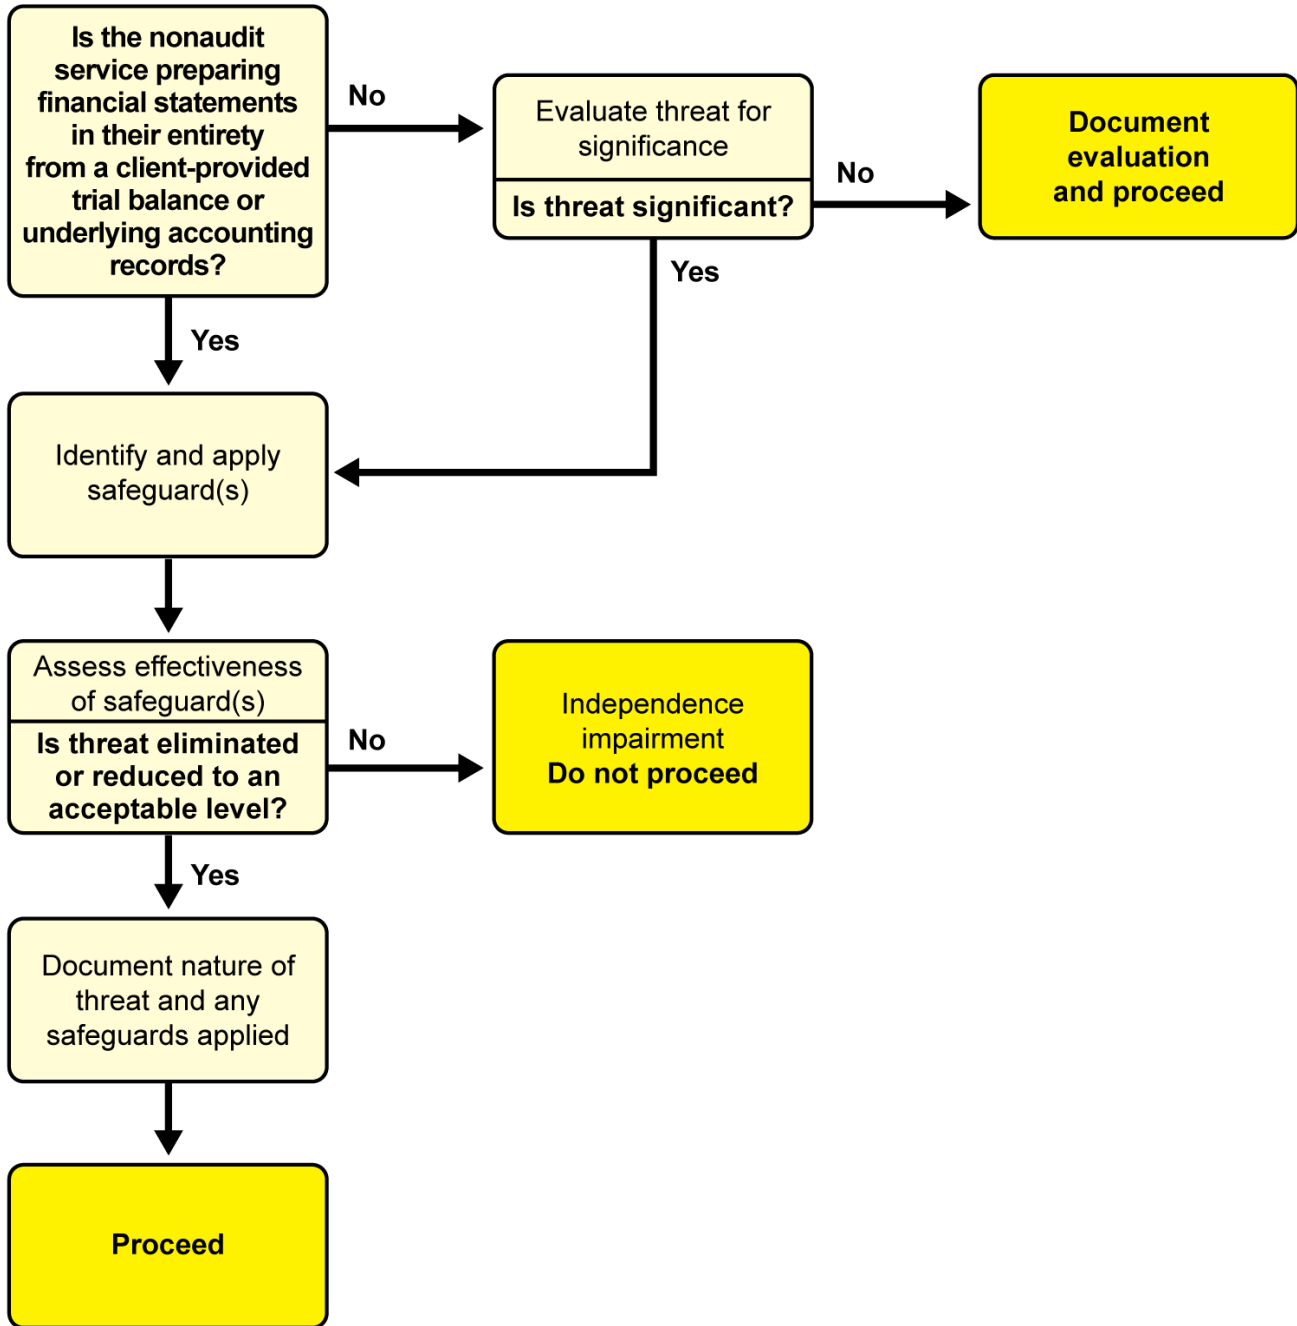 Is the nonaudit
service preparing
financial statements
in their entirety
from a client-provided
trial balance or
underlying accounting
records?
No
Evaluate threat for
significance
Is threat significant?
No
Document
evaluation
and proceed
Yes
Yes
Identify and apply
safeguard(s)
Assess effectiveness
of safeguard(s)
Is threat eliminated
or reduced to an
acceptable level?
No
Independence
impairment
Do not proceed
Yes
Document nature of
threat and any
safeguards applied
Proceed